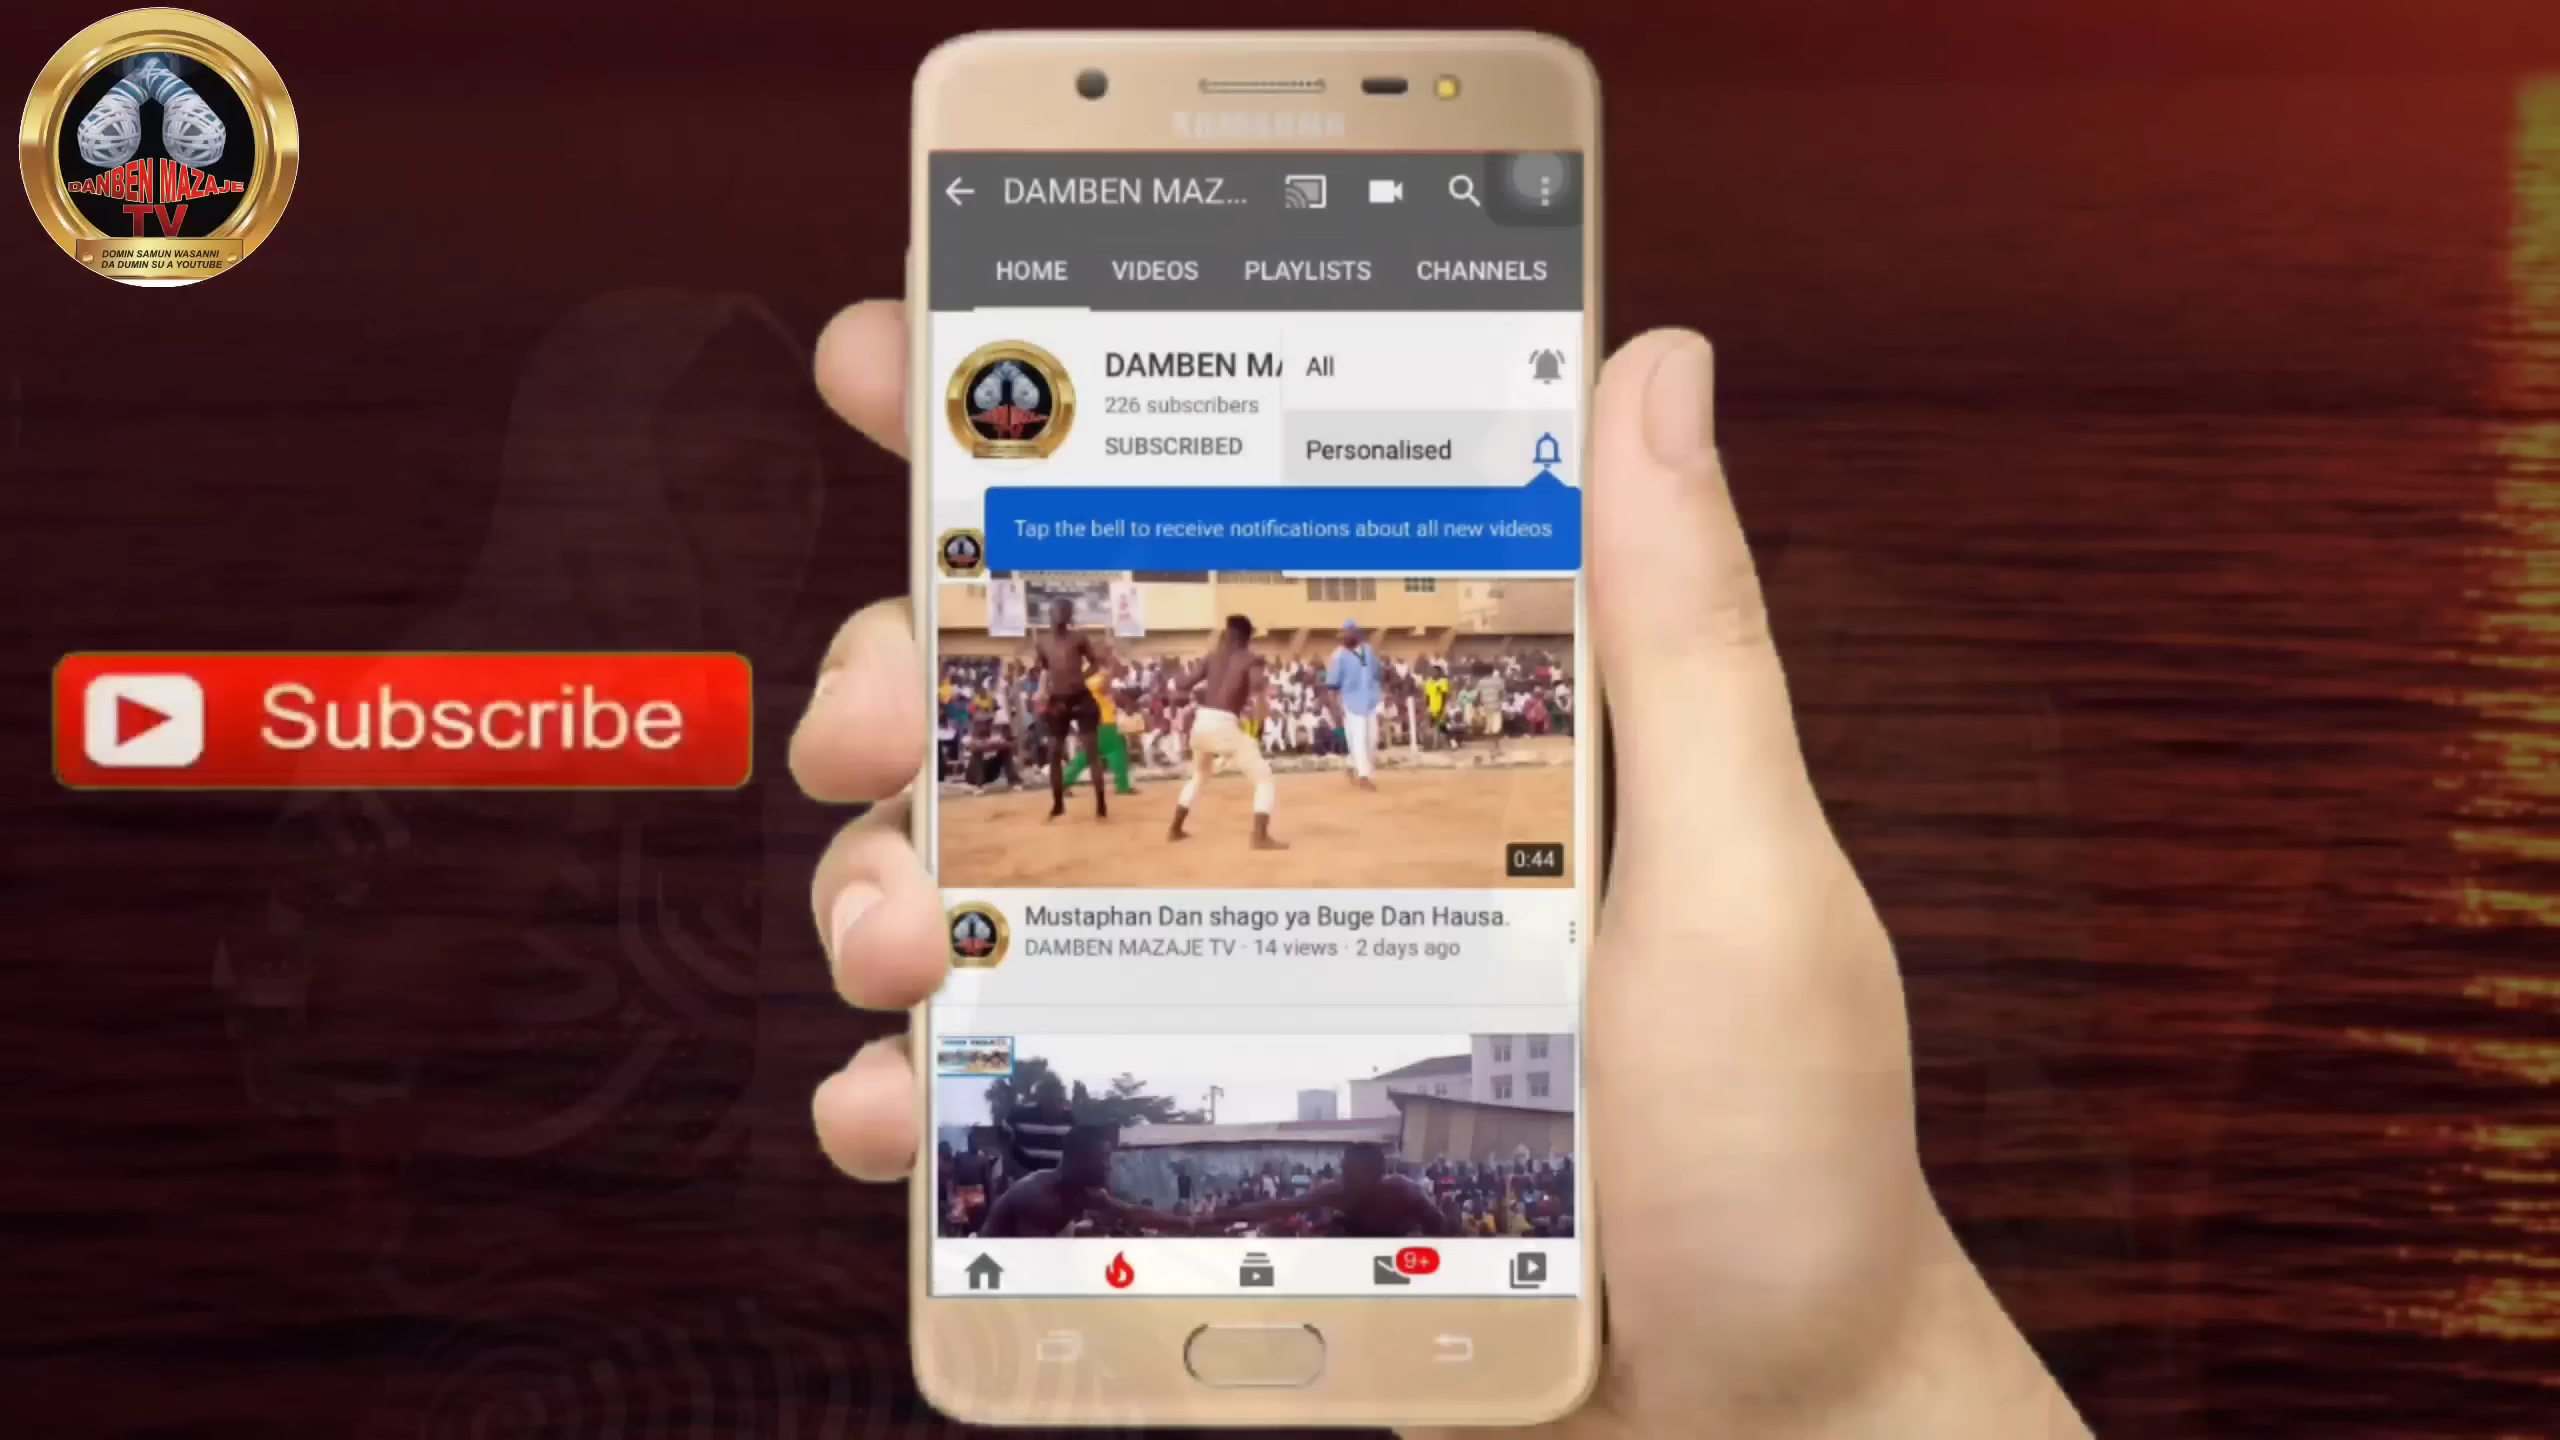 DANBEN MAZAJE
TV
DOMIN SAMUN WASANNI
DA DUMIN SU A YOUTUBE
Subscribe
SAMSUNG
DAMBEN MAZ...
HOME VIDEOS PLAYLISTS CHANNELS
DAMBEN MA
226 subscribers
SUBSCRIBED
All
Personalised
Tap the bell to receive notifications about all new videos
0:44
Mustaphan Dan shago ya Buge Dan Hausa.
DAMBEN MAZAJE TV · 14 views · 2 days ago
9+